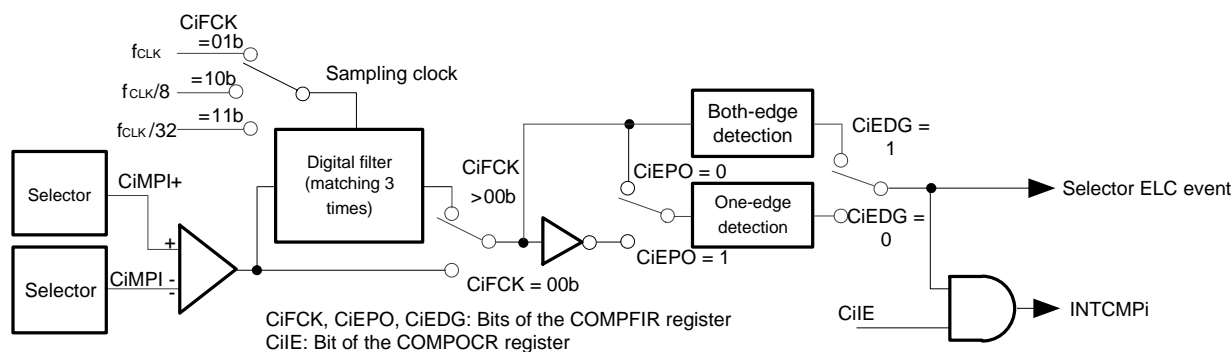 CiFCK
=01b
fCLK
Sampling clock
=10b
fCLK/8
=11b
fCLK/32
Both-edge
detection
CiEDG =
1
Digital filter
(matching 3
times)
CiFCK
>00b
CiEPO = 0
Selector
CiMPI+
Selector ELC event
One-edge
detection
CiEDG =
0
+
CiEPO = 1
Selector
CiMPI -
-
CiFCK = 00b
INTCMPi
CiIE
CiFCK, CiEPO, CiEDG: Bits of the COMPFIR register
CiIE: Bit of the COMPOCR register